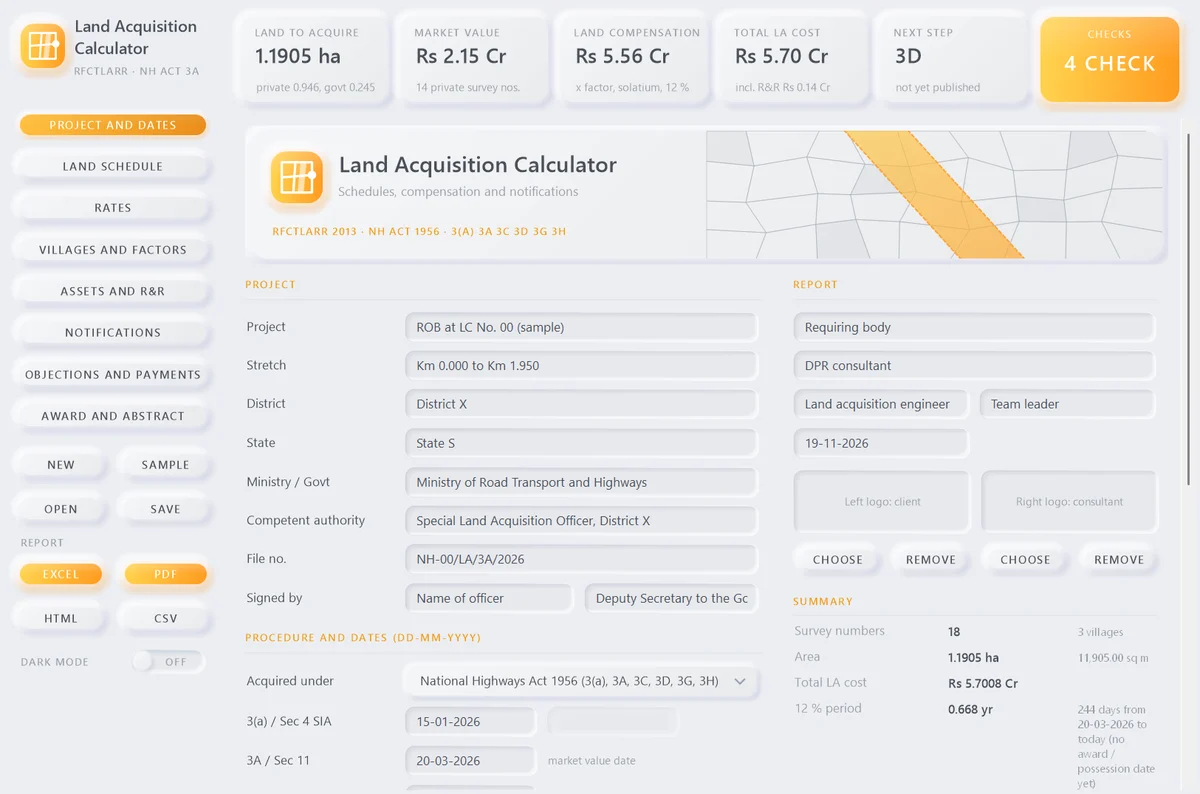 Land Acquisition
Calculator
RFCTLARR · NH ACT 3A
LAND TO ACQUIRE
1.1905 ha
private 0.946, govt 0.245
MARKET VALUE
Rs 2.15 Cr
14 private survey nos.
LAND COMPENSATION
Rs 5.56 Cr
x factor, solatium, 12 %
TOTAL LA COST
Rs 5.70 Cr
incl. R&R Rs 0.14 Cr
NEXT STEP
3D
not yet published
CHECKS
4 CHECK
PROJECT AND DATES
LAND SCHEDULE
RATES
VILLAGES AND FACTORS
ASSETS AND R&R
NOTIFICATIONS
OBJECTIONS AND PAYMENTS
AWARD AND ABSTRACT
NEW SAMPLE
OPEN SAVE
REPORT
EXCEL PDF
HTML CSV
DARK MODE OFF
Land Acquisition Calculator
Schedules, compensation and notifications
RFCTLARR 2013 · NH ACT 1956 · 3(A) 3A 3C 3D 3G 3H
PROJECT
Project ROB at LC No. 00 (sample)
Stretch Km 0.000 to Km 1.950
District District X
State State S
Ministry / Govt Ministry of Road Transport and Highways
Competent authority Special Land Acquisition Officer, District X
File no. NH-00/LA/3A/2026
Signed by Name of officer Deputy Secretary to the Gc
PROCEDURE AND DATES (DD-MM-YYYY)
Acquired under National Highways Act 1956 (3(a), 3A, 3C, 3D, 3G, 3H)
3(a) / Sec 4 SIA 15-01-2026
3A / Sec 11 20-03-2026 market value date
REPORT
Requiring body
DPR consultant
Land acquisition engineer Team leader
19-11-2026
Left logo: client Right logo: consultant
CHOOSE REMOVE CHOOSE REMOVE
SUMMARY
Survey numbers 18 3 villages
Area 1.1905 ha 11,905.00 sq m
Total LA cost Rs 5.7008 Cr
12 % period 0.668 yr 244 days from
20-03-2026 to
today (no
award /
possession date
yet)